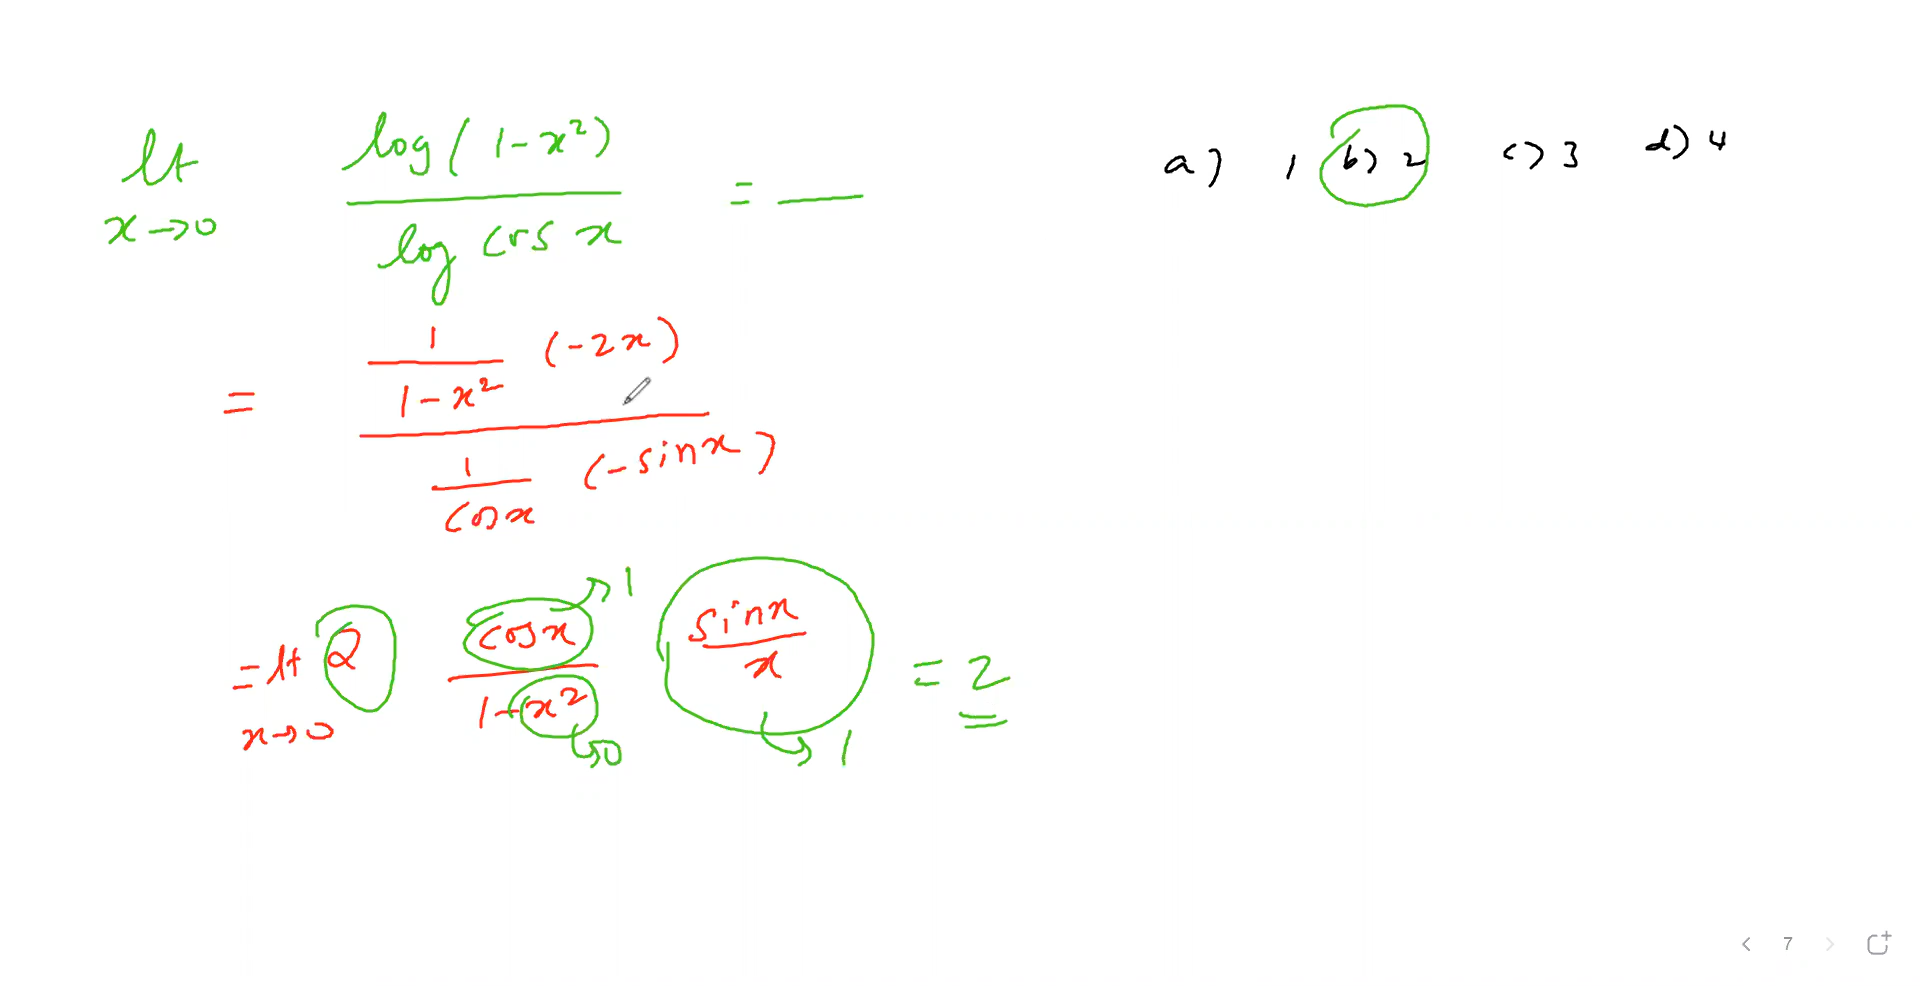 lt x→0 log(1-x²) / log cos x = ___
a) 1 b) 2 c) 3 d) 4
= 1/(1-x²) (-2x) / 1/cos x (-sin x)
= lt x→0 2 cos x / (1-x²) sin x / x = 2
→1
→0
→1
7